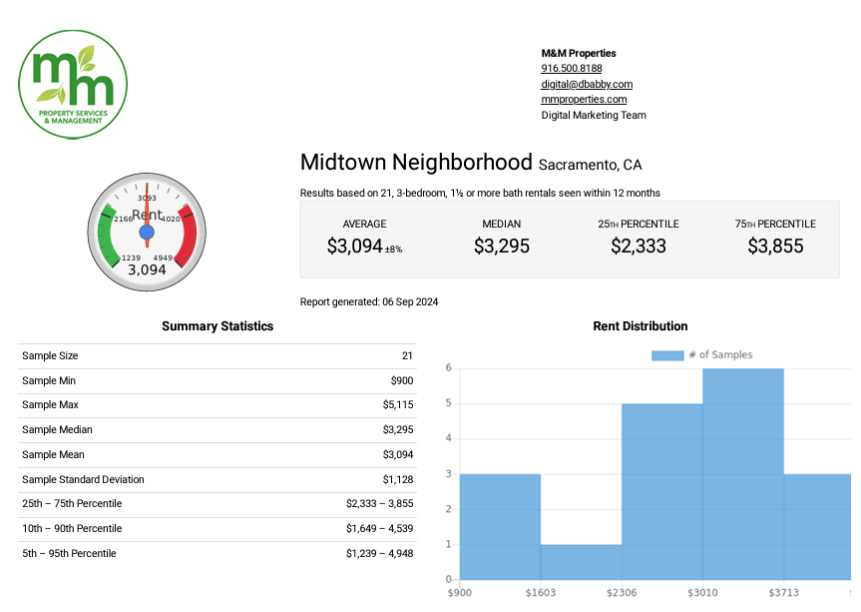 mm
PROPERTY SERVICES
& MANAGEMENT
M&M Properties
916.500.8188
digital@dbabby.com
mmproperties.com
Digital Marketing Team
Midtown Neighborhood Sacramento, CA
Results based on 21, 3-bedroom, 1½ or more bath rentals seen within 12 months
3093
2166 Rent 4020
1239 4949
3,094
AVERAGE MEDIAN 25TH PERCENTILE 75TH PERCENTILE
$3,094 ±8% $3,295 $2,333 $3,855
Report generated: 06 Sep 2024
Summary Statistics
Sample Size 21
Sample Min $900
Sample Max $5,115
Sample Median $3,295
Sample Mean $3,094
Sample Standard Deviation $1,128
25th – 75th Percentile $2,333 – 3,855
10th – 90th Percentile $1,649 – 4,539
5th – 95th Percentile $1,239 – 4,948
Rent Distribution
# of Samples
6
5
4
3
2
1
0
$900 $1603 $2306 $3010 $3713